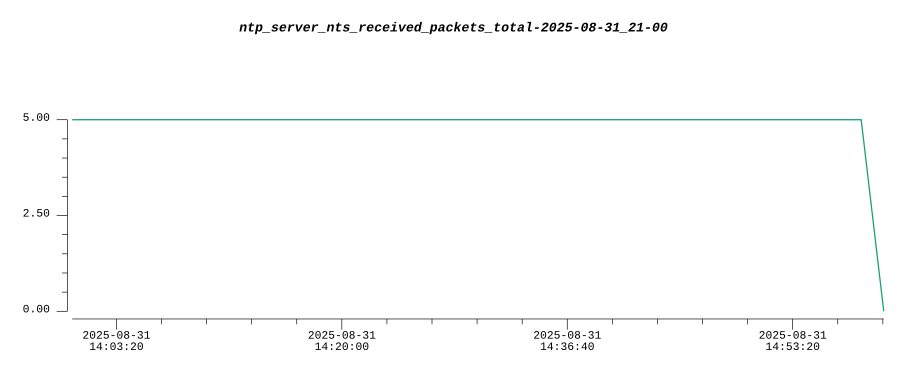 ntp_server_nts_received_packets_total-2025-08-31_21-00
5.00
2.50
0.00
2025-08-31 2025-08-31 2025-08-31 2025-08-31
14:03:20 14:20:00 14:36:40 14:53:20